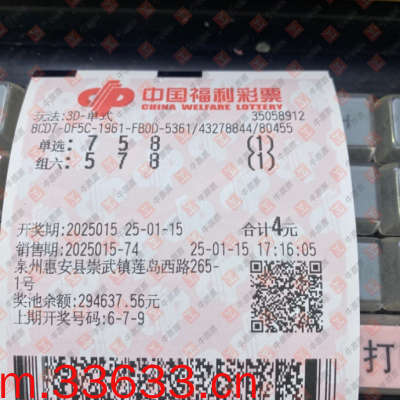 中国福利彩票
CHINA WELFARE LOTTERY
玩法:3D-单式 35058912
8CD7-0F5C-1961-FB0D-5361/43278844/80455
单选: 7 5 8 (1)
组六: 5 7 8 (1)
开奖期:2025015 25-01-15 合计4元
销售期:2025015-74 25-01-15 17:16:05
泉州惠安县崇武镇莲岛西路265-
1号
奖池余额:294637.56元
上期开奖号码:6-7-9
打
m.33633.cn